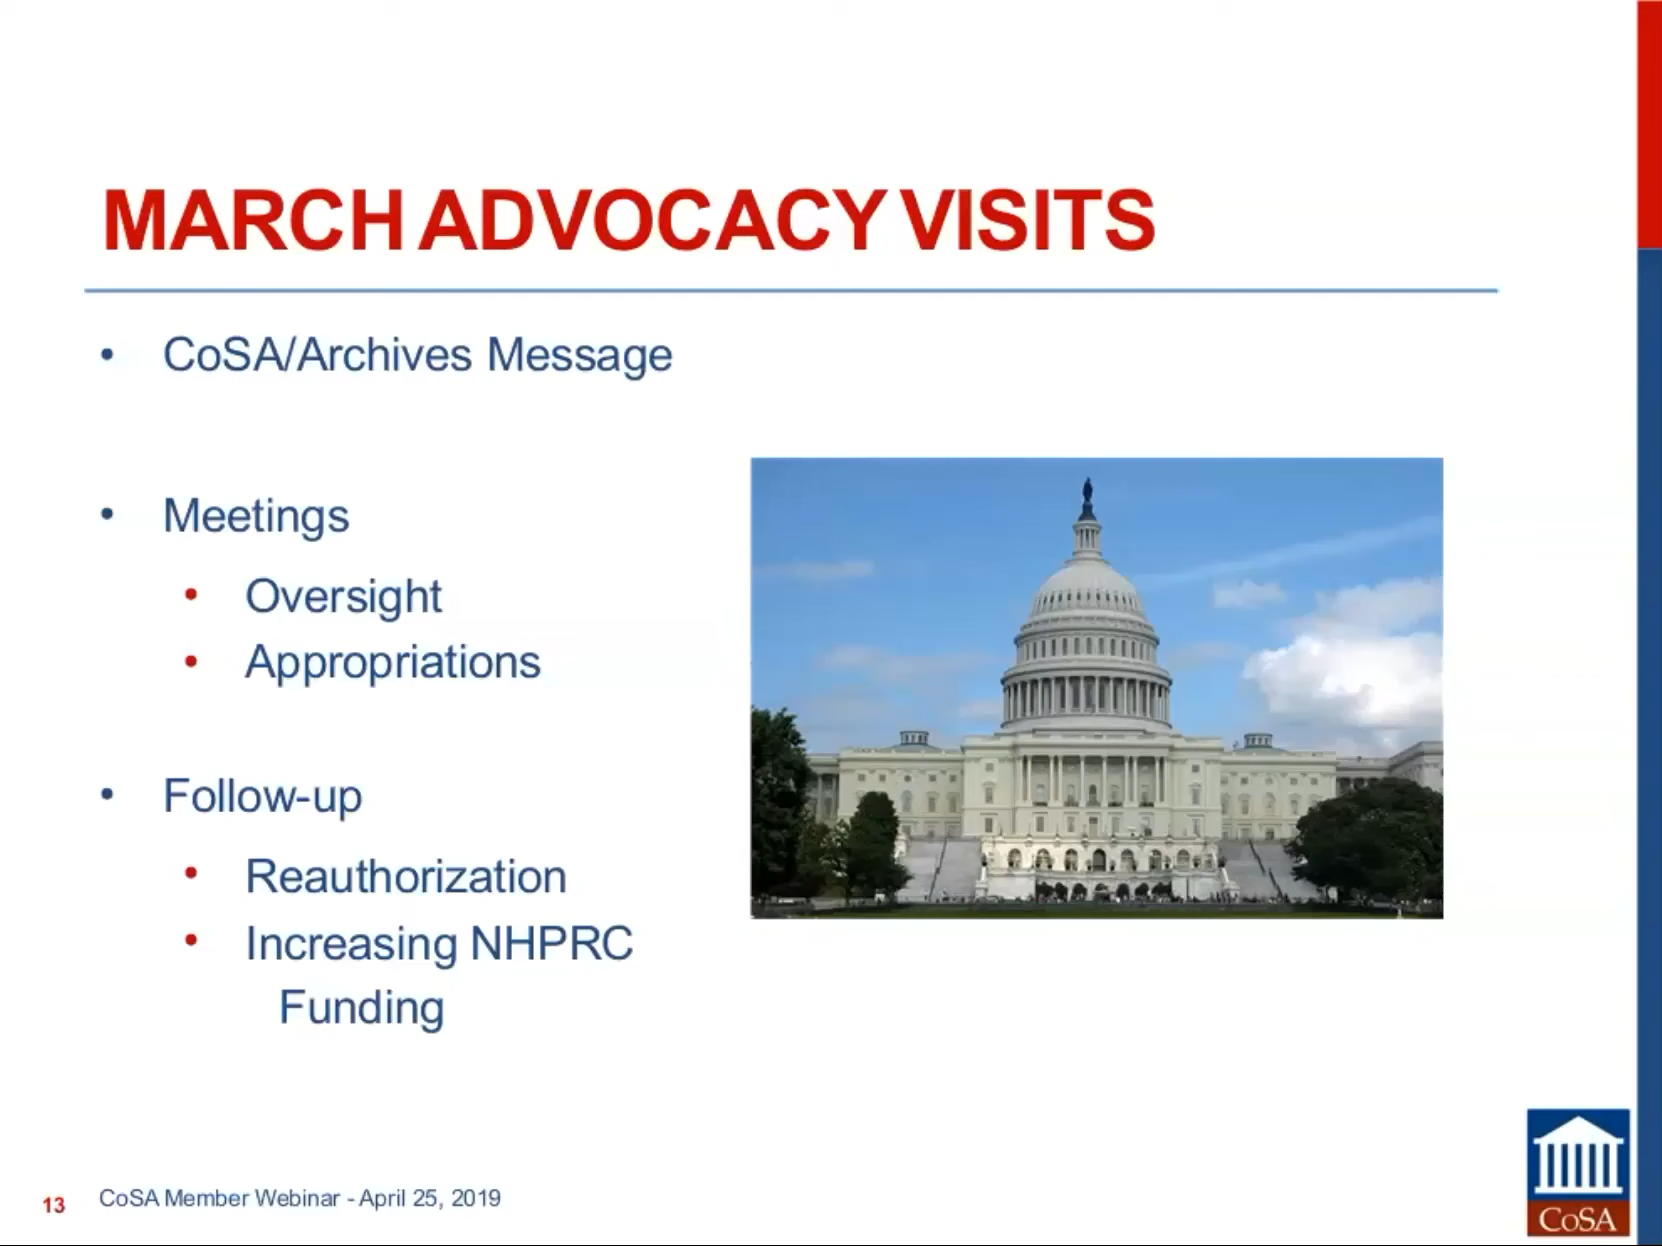 MARCH ADVOCACY VISITS
• CoSA/Archives Message
• Meetings
• Oversight
• Appropriations
• Follow-up
• Reauthorization
• Increasing NHPRC
Funding
13 CoSA Member Webinar - April 25, 2019
CoSA